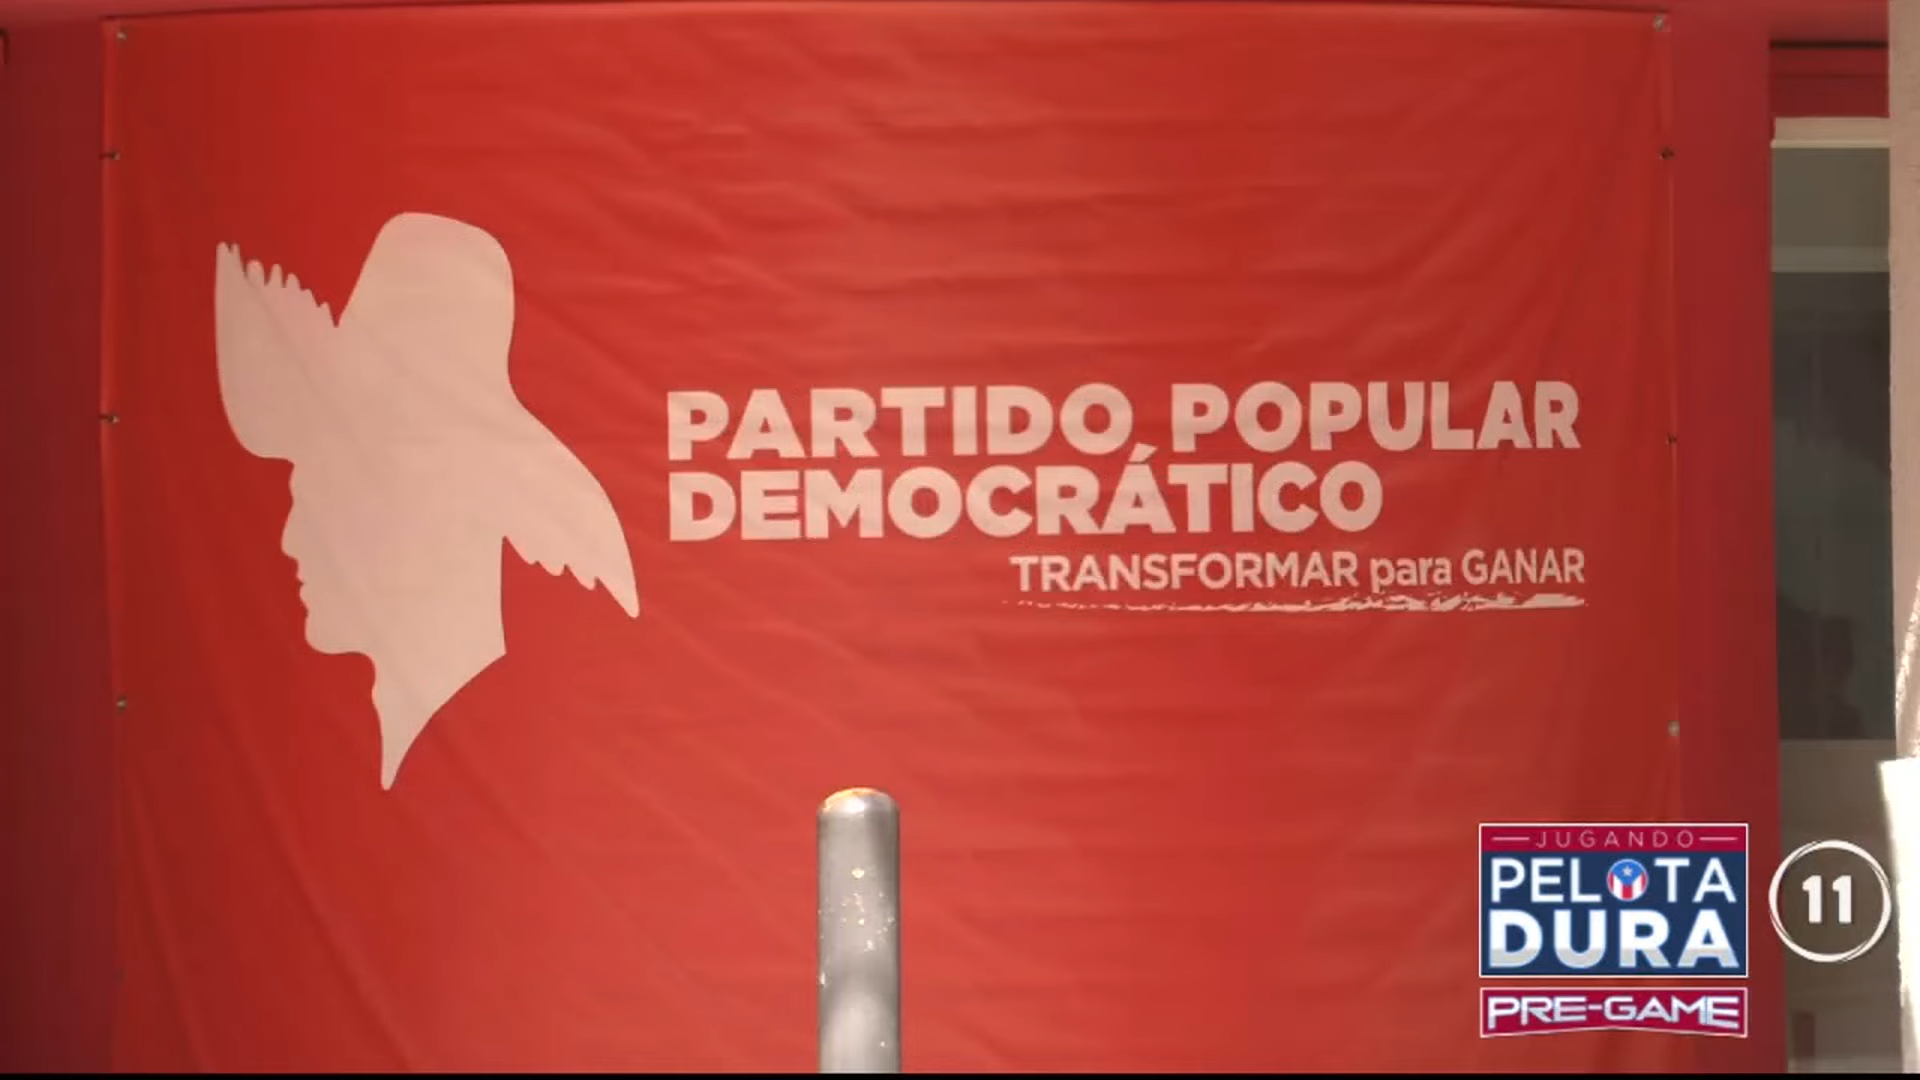 PARTIDO POPULAR
DEMOCRÁTICO
TRANSFORMAR para GANAR
JUGANDO
PELOTA
DURA
PRE-GAME
11